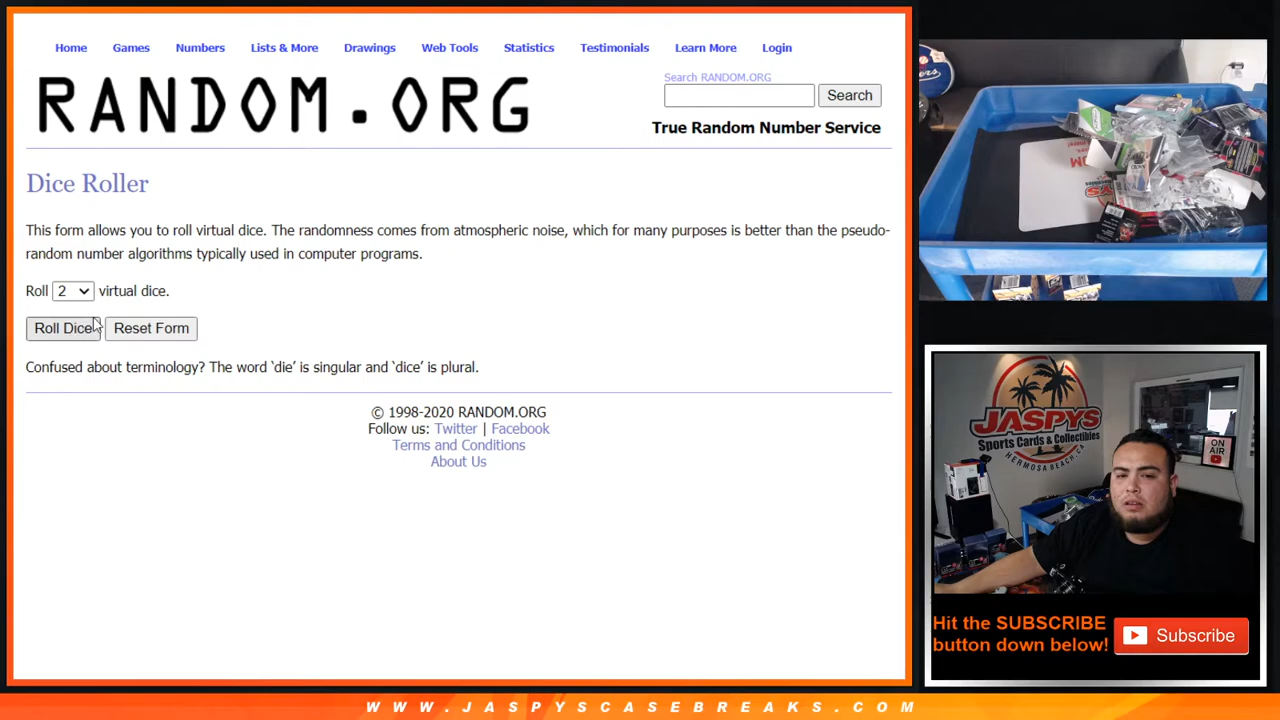 Home Games Numbers Lists & More Drawings Web Tools Statistics Testimonials Learn More Login
RANDOM.ORG
Search RANDOM.ORG
Search
True Random Number Service
Dice Roller
This form allows you to roll virtual dice. The randomness comes from atmospheric noise, which for many purposes is better than the pseudo-
random number algorithms typically used in computer programs.
Roll 2 virtual dice.
Roll Dice Reset Form
Confused about terminology? The word ‘die’ is singular and ‘dice’ is plural.
© 1998-2020 RANDOM.ORG
Follow us: Twitter | Facebook
Terms and Conditions
About Us
JASPYS
Sports Cards & Collectibles
HERMOSA BEACH, CA
ON
AIR
Hit the SUBSCRIBE
button down below!
Subscribe
WWW.JASPYSCASEBREAKS.COM